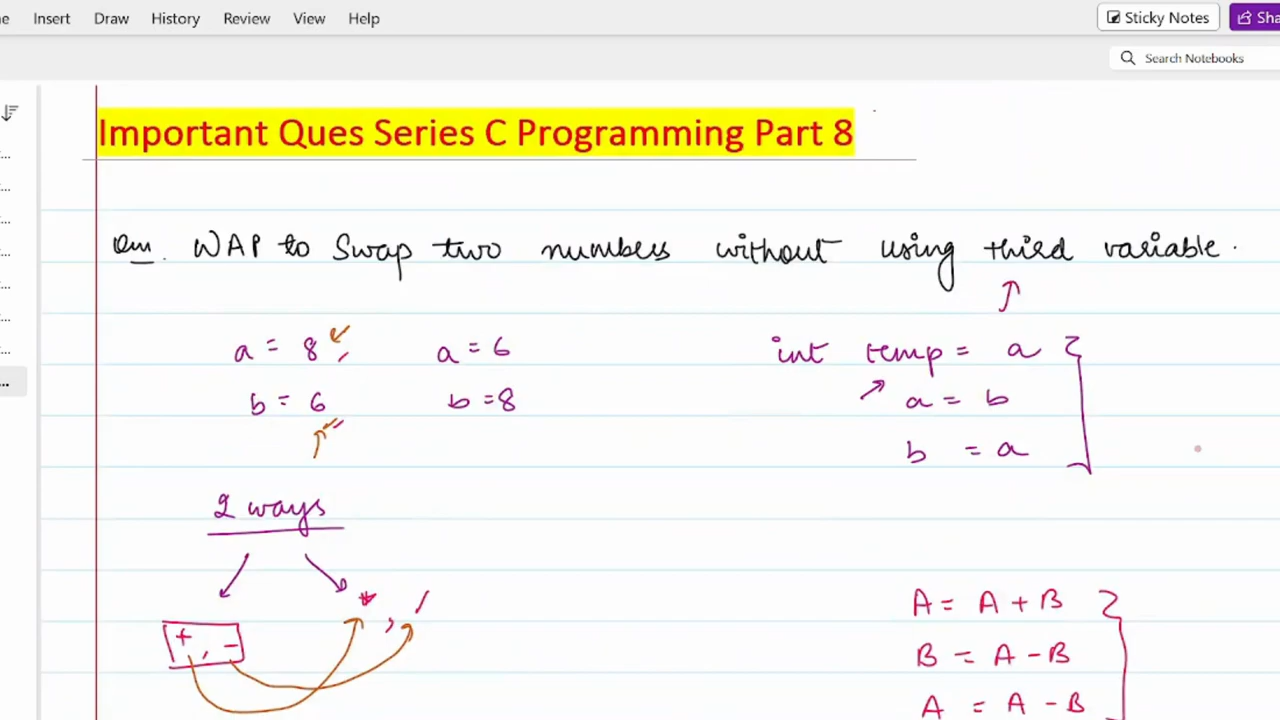 Insert Draw History Review View Help
Sticky Notes
Search Notebooks
Important Ques Series C Programming Part 8
WAP to Swap two numbers without using third variable.
a = 8 a = 6 int temp = a
b = 6 b = 8 a = b
b = a
2 ways
* , /
+ , -
A = A + B
B = A - B
A = A - B